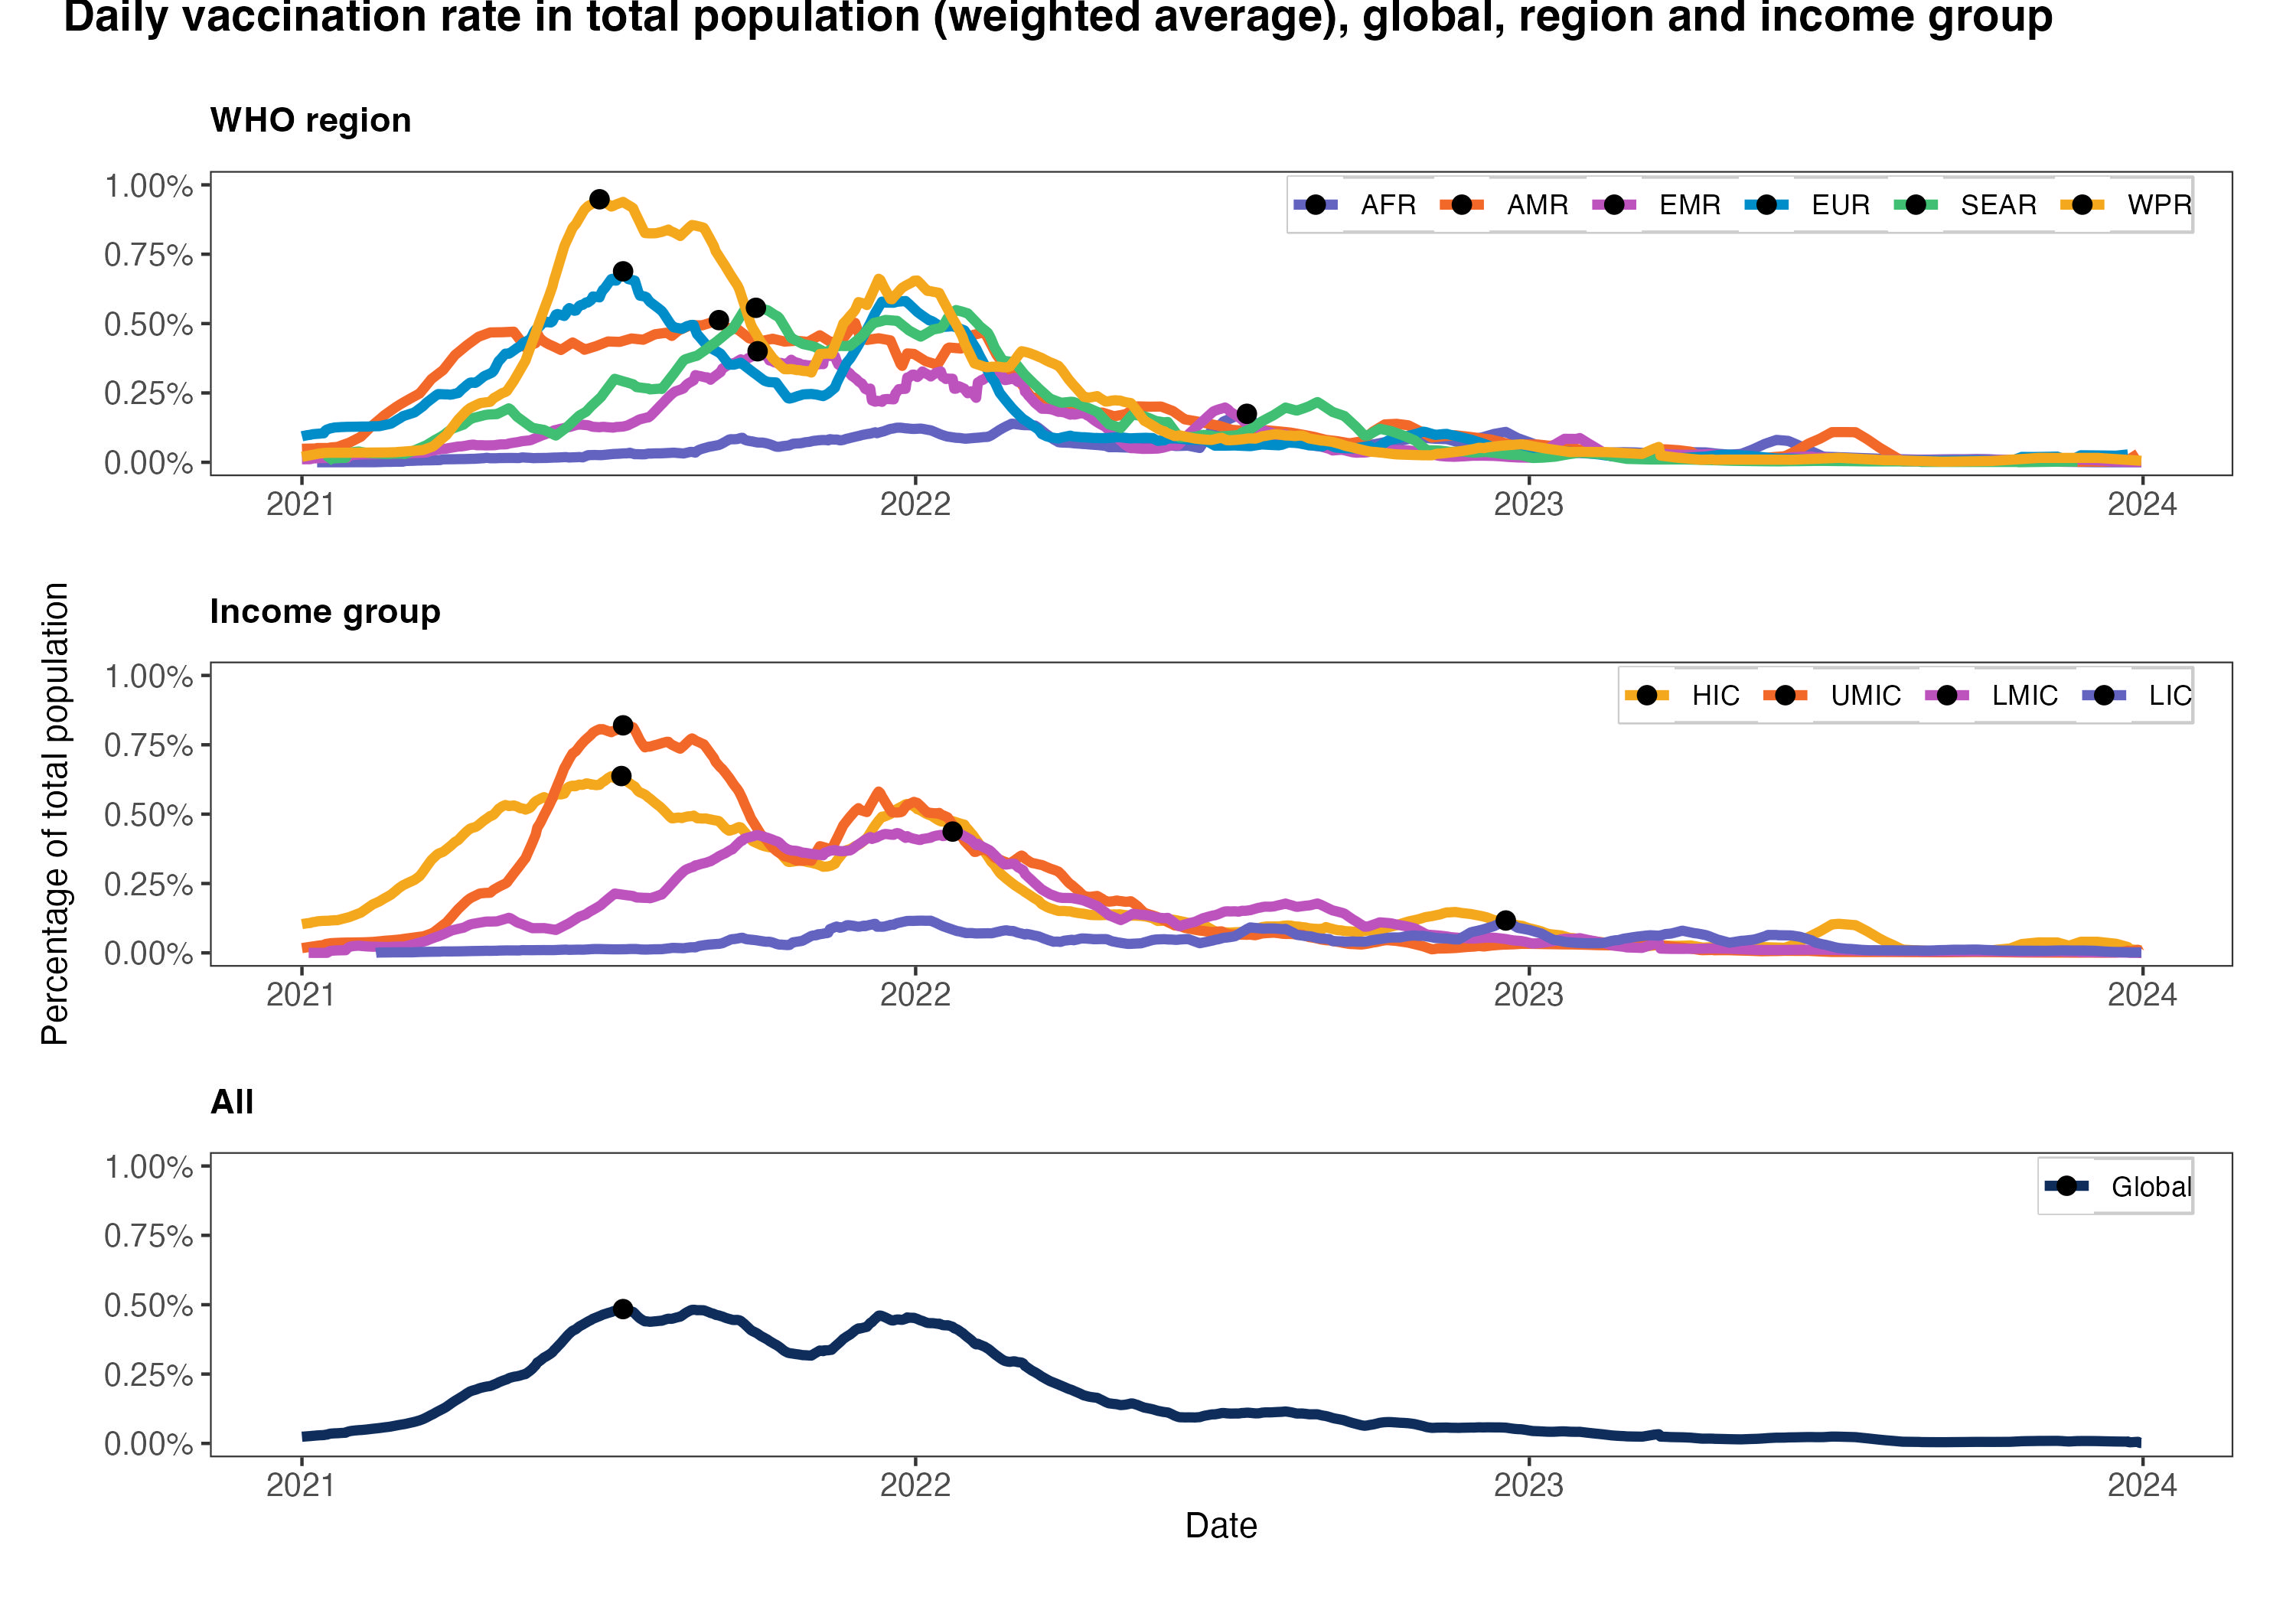 Daily vaccination rate in total population (weighted average), global, region and income group
WHO region
1.00%
0.75%
0.50%
0.25%
0.00%
AFR AMR EMR EUR SEAR WPR
2021 2022 2023 2024
Percentage of total population
Income group
1.00%
0.75%
0.50%
0.25%
0.00%
HIC UMIC LMIC LIC
2021 2022 2023 2024
All
1.00%
0.75%
0.50%
0.25%
0.00%
Global
2021 2022 2023 2024
Date